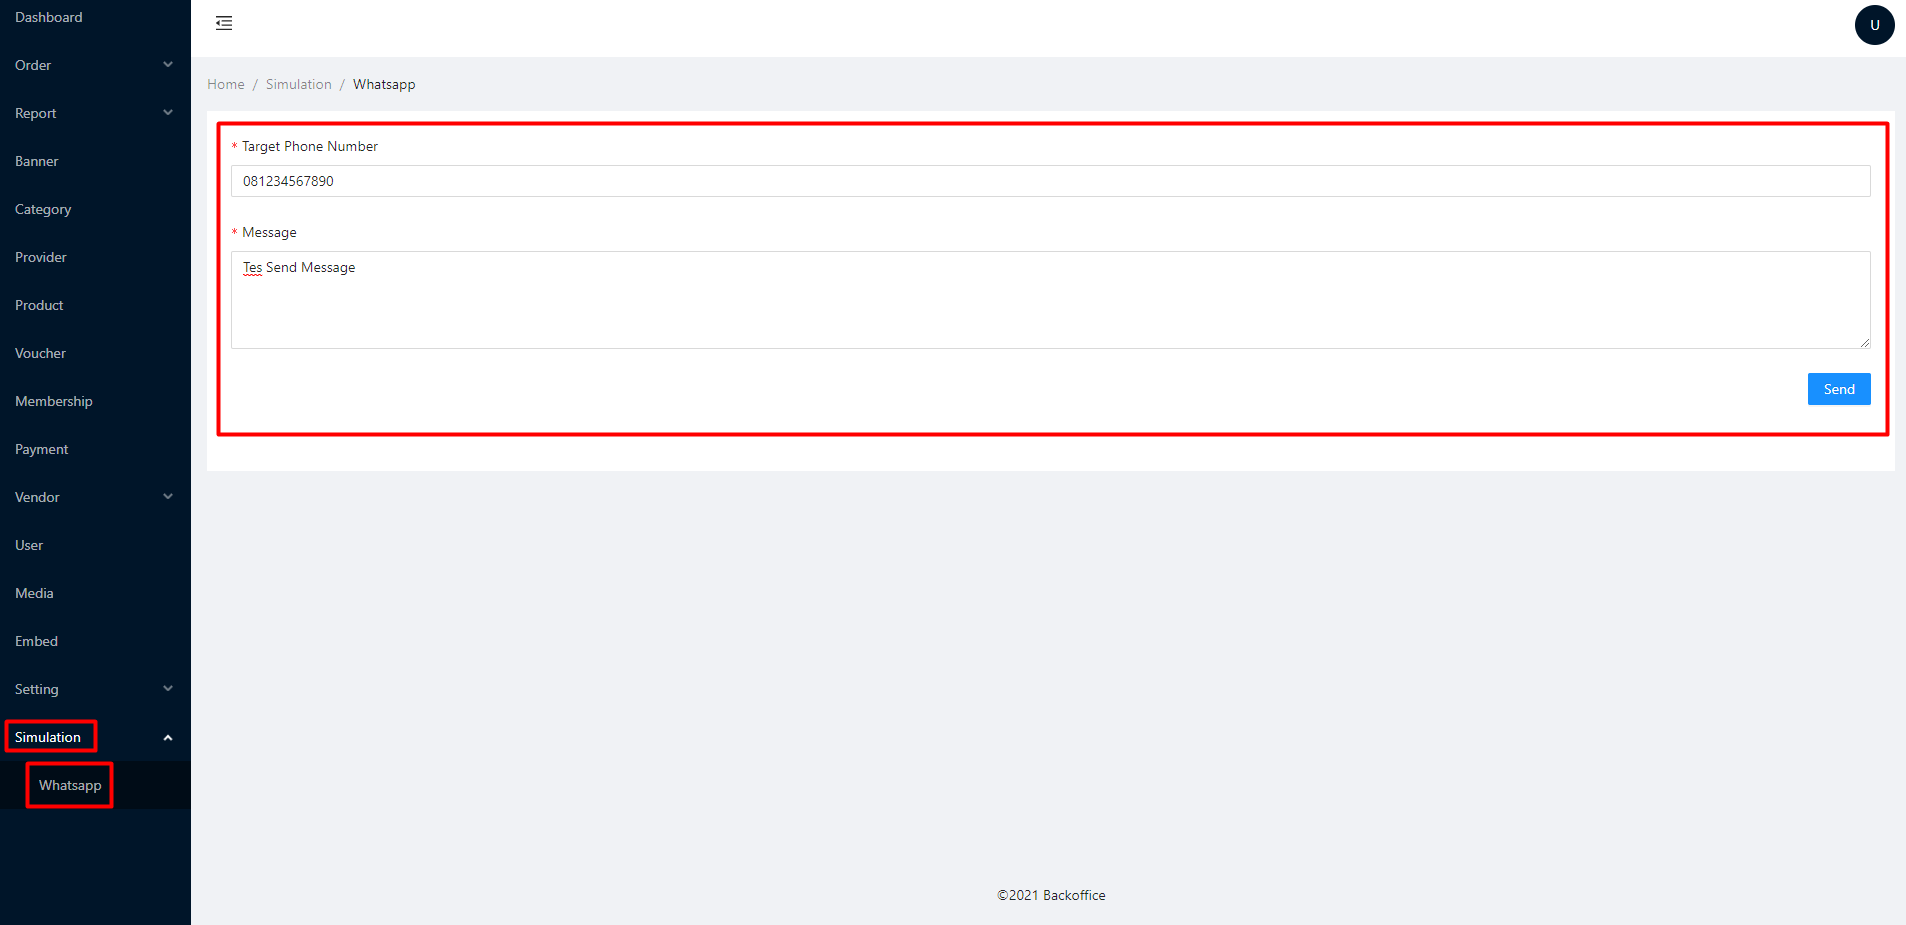 Dashboard
Order
Report
Banner
Category
Provider
Product
Voucher
Membership
Payment
Vendor
User
Media
Embed
Setting
Simulation
Whatsapp
U
Home / Simulation / Whatsapp
* Target Phone Number
081234567890
* Message
Tes Send Message
Send
©2021 Backoffice